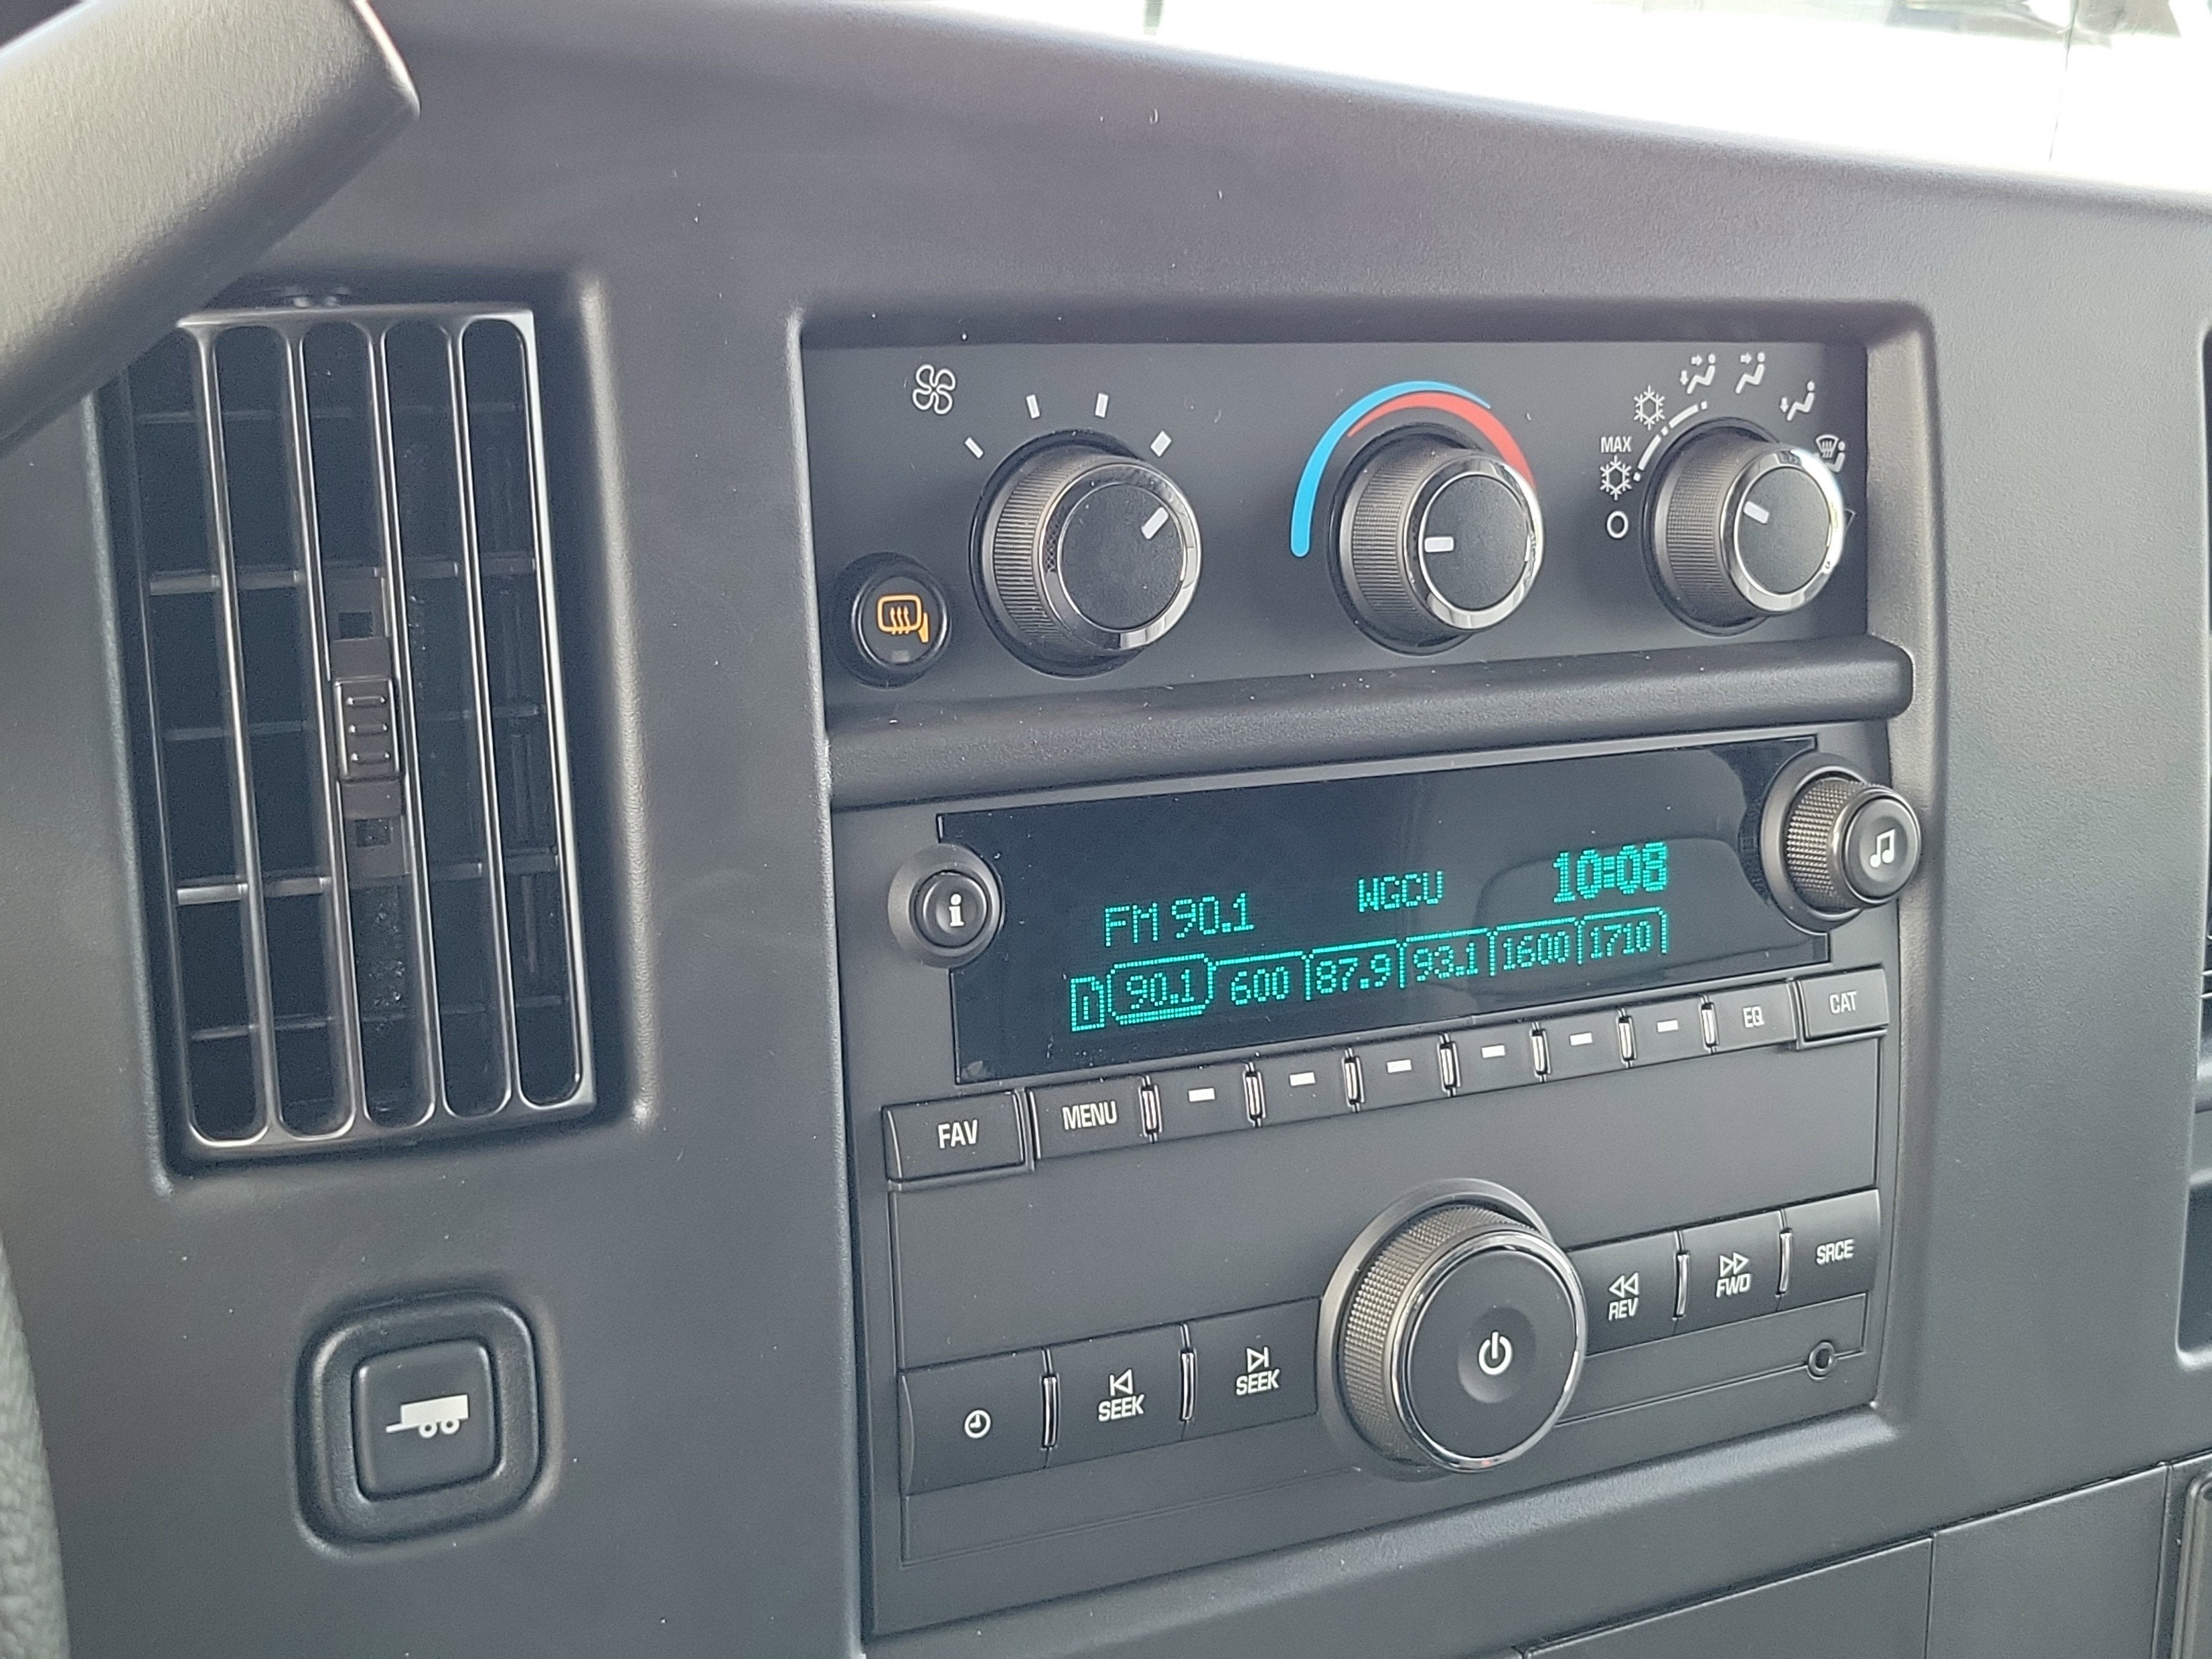 MAX
FM 90.1 WGCU 10:08
90.1 600 87.9 93.1 1600 1710
FAV MENU EQ CAT
SEEK SEEK REV FWD SRCE